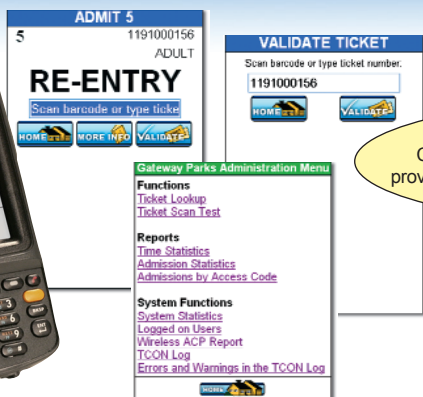 ADMIT 5
5 1191000156
ADULT
RE-ENTRY
Scan barcode or type ticke
HOME MORE INFO VALIDATE
VALIDATE TICKET
Scan barcode or type ticket number:
1191000156
HOME VALIDATE
Gateway Parks Administration Menu
Functions
Ticket Lookup
Ticket Scan Test
Reports
Time Statistics
Admission Statistics
Admissions by Access Code
System Functions
System Statistics
Logged on Users
Wireless ACP Report
TCON Log
Errors and Warnings in the TCON Log
HOME
3
6
9